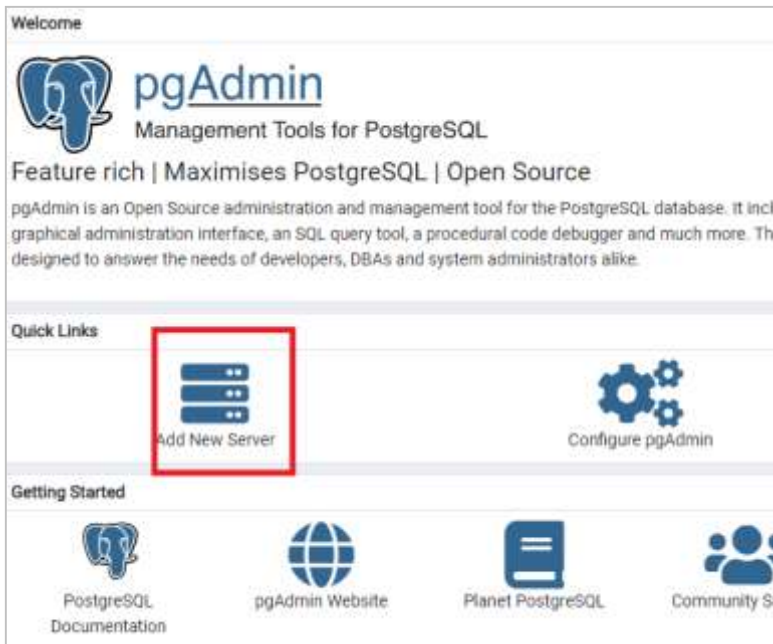 Welcome
pgAdmin
Management Tools for PostgreSQL
Feature rich | Maximises PostgreSQL | Open Source
pgAdmin is an Open Source administration and management tool for the PostgreSQL database. It incl
graphical administration interface, an SQL query tool, a procedural code debugger and much more. Th
designed to answer the needs of developers, DBAs and system administrators alike.
Quick Links
Add New Server
Configure pgAdmin
Getting Started
PostgreSQL
Documentation
pgAdmin Website
Planet PostgreSQL
Community S